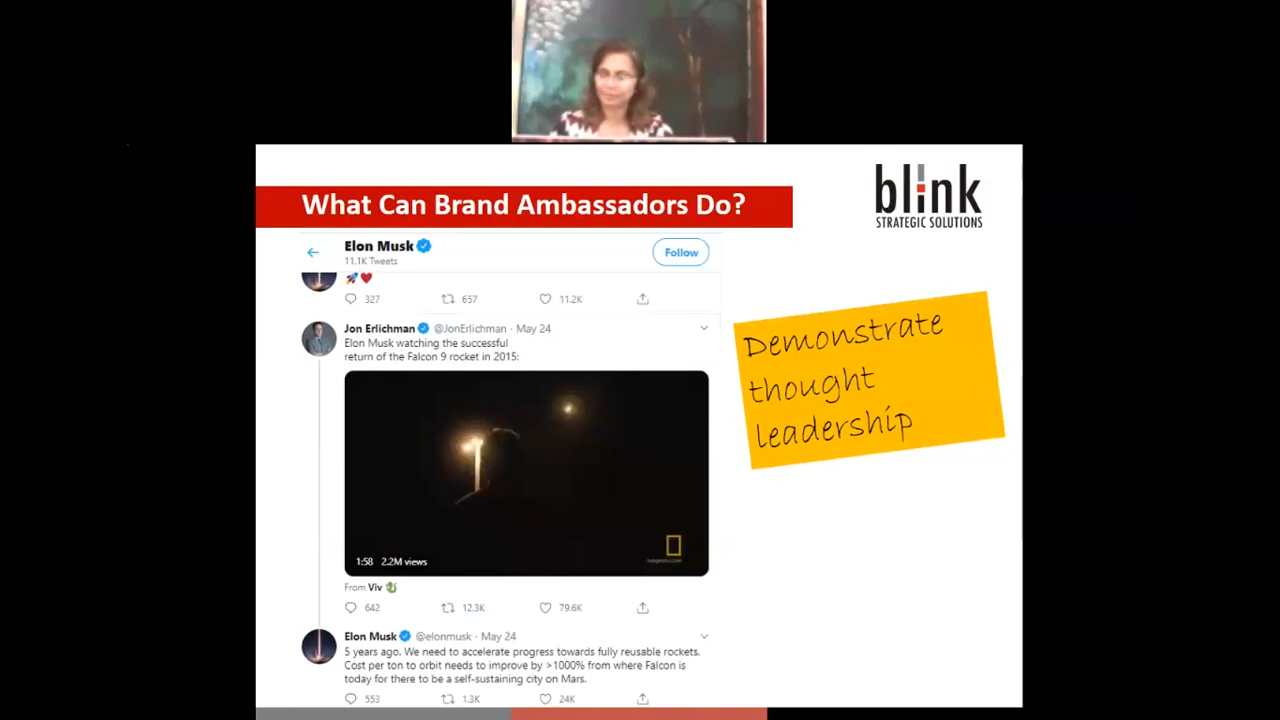 What Can Brand Ambassadors Do?
blink
STRATEGIC SOLUTIONS
Elon Musk
11.1K Tweets
Follow
327 657 11.2K
Jon Erlichman @JonErlichman · May 24
Elon Musk watching the successful
return of the Falcon 9 rocket in 2015:
1:58 2.2M views
From Viv
642 12.3K 79.6K
Elon Musk @elonmusk · May 24
5 years ago. We need to accelerate progress towards fully reusable rockets.
Cost per ton to orbit needs to improve by >1000% from where Falcon is
today for there to be a self-sustaining city on Mars.
553 1.3K 24K
Demonstrate
thought
leadership